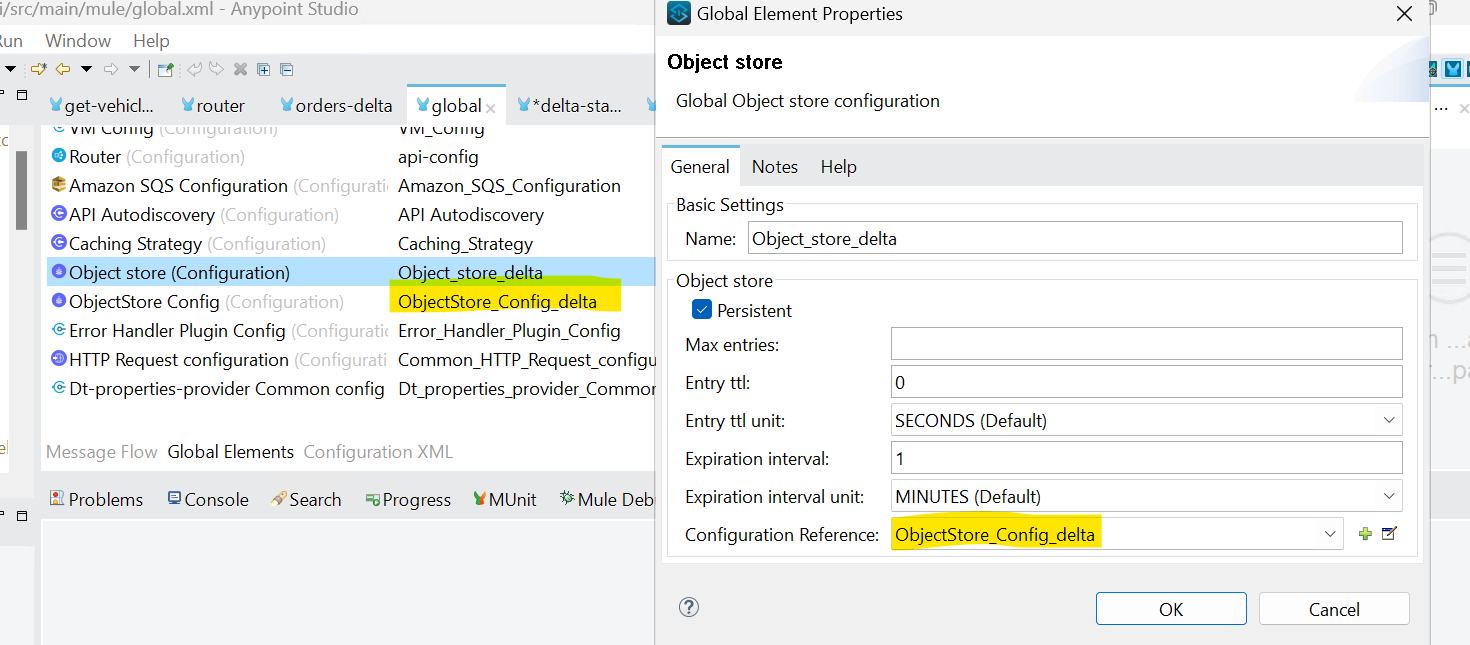 i/src/main/mule/global.xml - Anypoint Studio
Run Window Help
get-vehicl... router orders-delta global *delta-sta...
VM Config (Configuration) VM_Config
Router (Configuration) api-config
Amazon SQS Configuration (Configurati Amazon_SQS_Configuration
API Autodiscovery (Configuration) API Autodiscovery
Caching Strategy (Configuration) Caching_Strategy
Object store (Configuration) Object_store_delta
ObjectStore Config (Configuration) ObjectStore_Config_delta
Error Handler Plugin Config (Configuratic Error_Handler_Plugin_Config
HTTP Request configuration (Configurati Common_HTTP_Request_configu
Dt-properties-provider Common config Dt_properties_provider_Common
Message Flow Global Elements Configuration XML
Problems Console Search Progress MUnit Mule Deb
Global Element Properties
Object store
Global Object store configuration
General Notes Help
Basic Settings
Name: Object_store_delta
Object store
Persistent
Max entries:
Entry ttl: 0
Entry ttl unit: SECONDS (Default)
Expiration interval: 1
Expiration interval unit: MINUTES (Default)
Configuration Reference: ObjectStore_Config_delta
OK Cancel